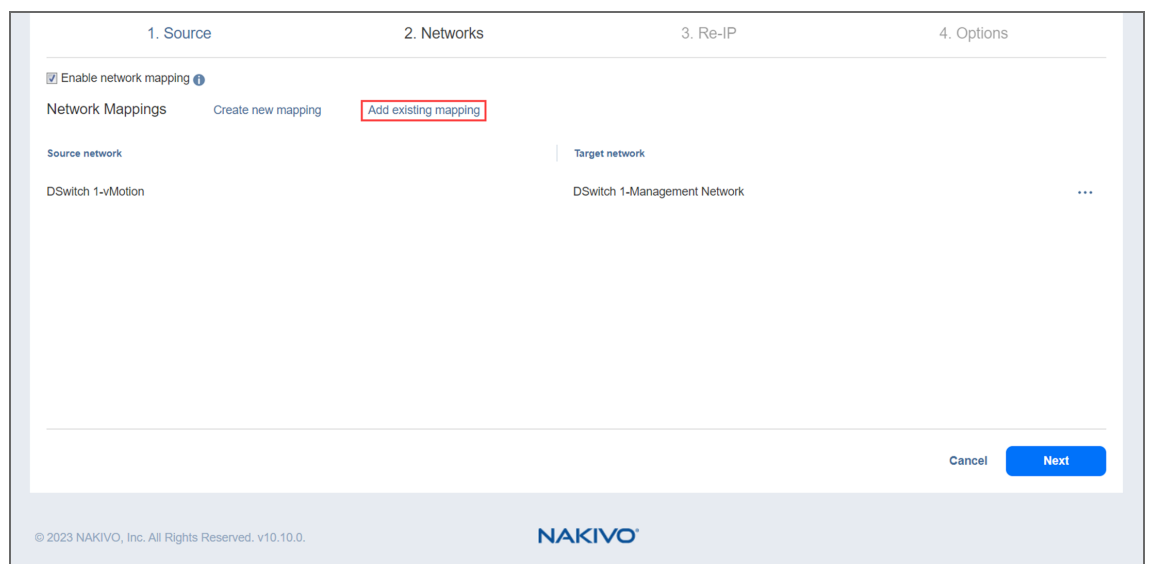 1. Source 2. Networks 3. Re-IP 4. Options
Enable network mapping
Network Mappings Create new mapping Add existing mapping
Source network Target network
DSwitch 1-vMotion DSwitch 1-Management Network ...
Cancel Next
© 2023 NAKIVO, Inc. All Rights Reserved. v10.10.0. NAKIVO®